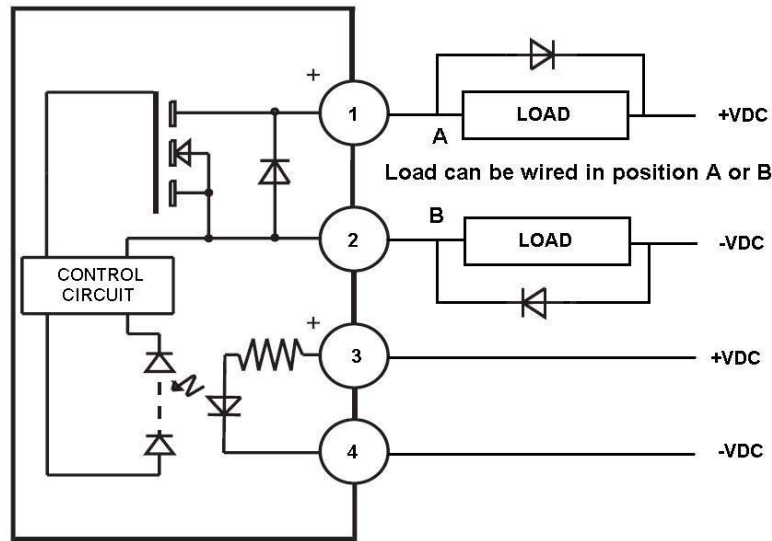 +
1
A
LOAD
+VDC
Load can be wired in position A or B
2
B
LOAD
-VDC
CONTROL
CIRCUIT
+
3
+VDC
4
-VDC